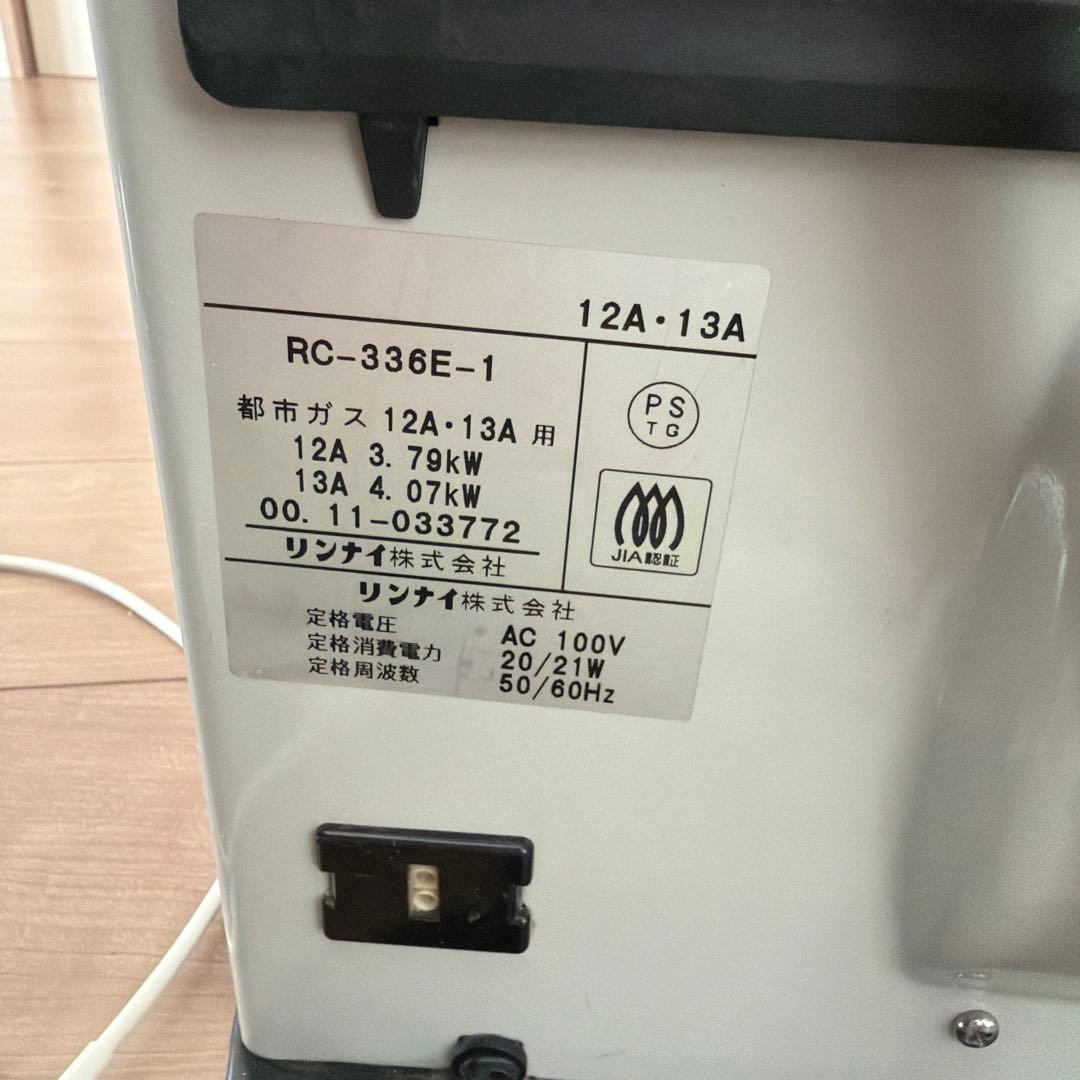 12A・13A
RC-336E-1
都市ガス 12A・13A 用
12A 3.79kW
13A 4.07kW
00.11-033772
リンナイ株式会社
PS
TG
JIA認証
リンナイ株式会社
定格電圧 AC 100V
定格消費電力 20/21W
定格周波数 50/60Hz